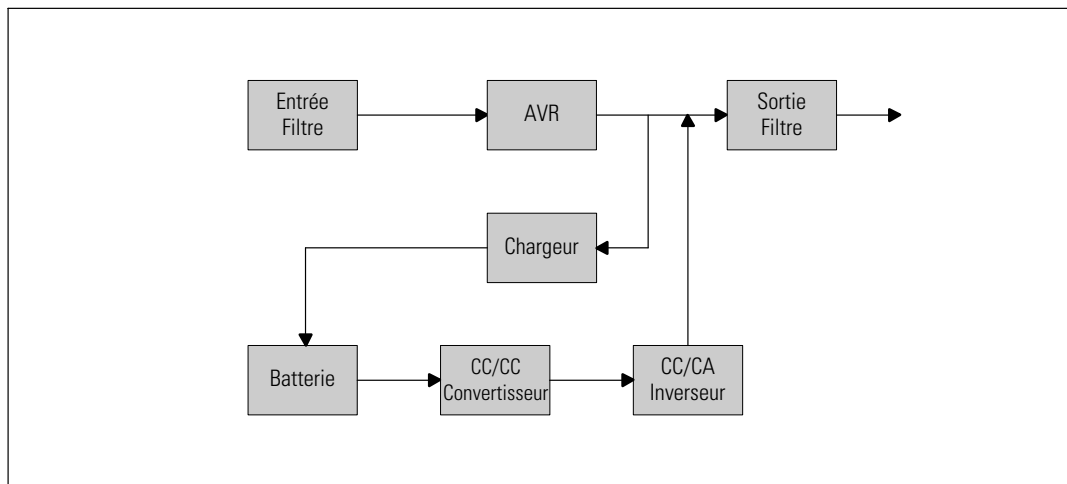 Entrée
Filtre
AVR
Sortie
Filtre
Chargeur
Batterie
CC/CC
Convertisseur
CC/CA
Inverseur